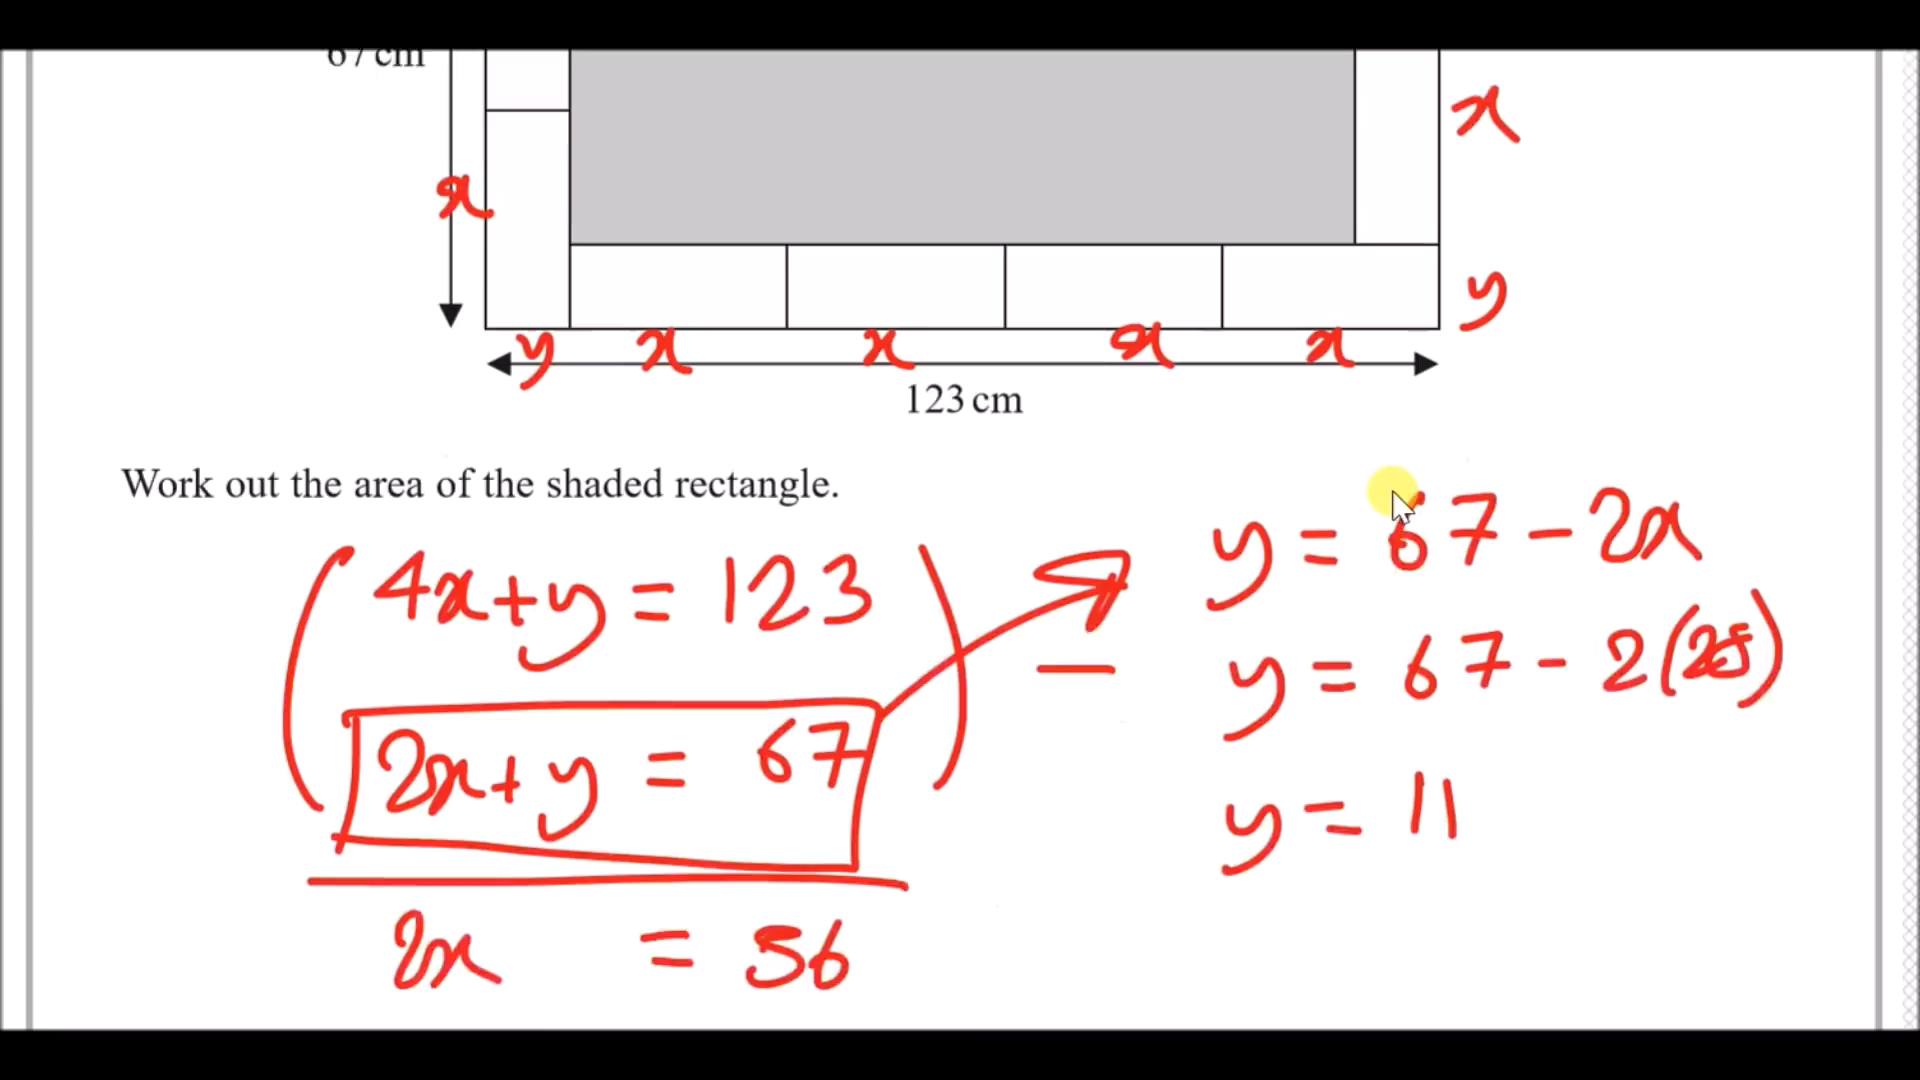 67 cm
x
x
y
y x x x x
123 cm
Work out the area of the shaded rectangle.
4x+y = 123
2x+y = 67
2x = 56
y = 67 - 2x
y = 67 - 2(28)
y = 11